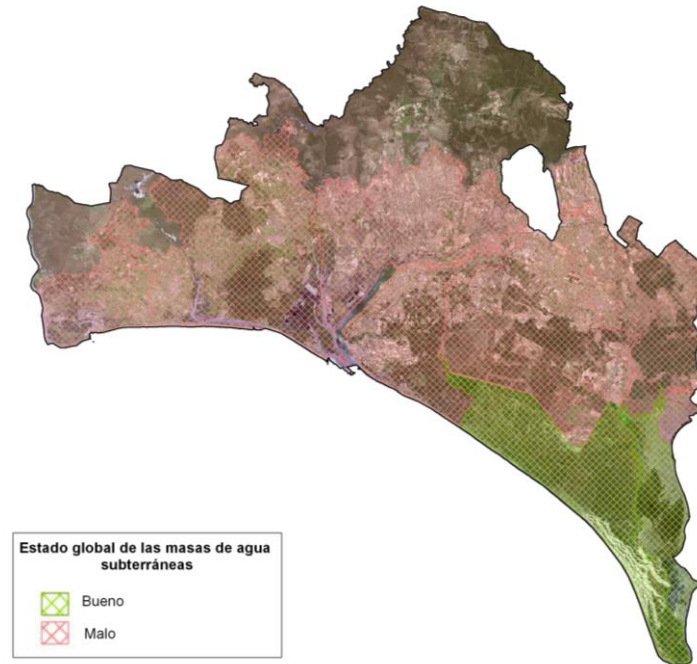 Estado global de las masas de agua
subterráneas
Bueno
Malo